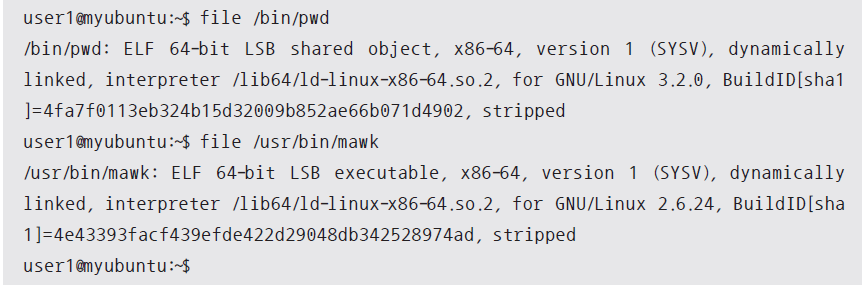 user1@myubuntu:~$ file /bin/pwd
/bin/pwd: ELF 64-bit LSB shared object, x86-64, version 1 (SYSV), dynamically
linked, interpreter /lib64/ld-linux-x86-64.so.2, for GNU/Linux 3.2.0, BuildID[sha1
]=4fa7f0113eb324b15d32009b852ae66b071d4902, stripped
user1@myubuntu:~$ file /usr/bin/mawk
/usr/bin/mawk: ELF 64-bit LSB executable, x86-64, version 1 (SYSV), dynamically
linked, interpreter /lib64/ld-linux-x86-64.so.2, for GNU/Linux 2.6.24, BuildID[sha
1]=4e43393facf439efde422d29048db342528974ad, stripped
user1@myubuntu:~$